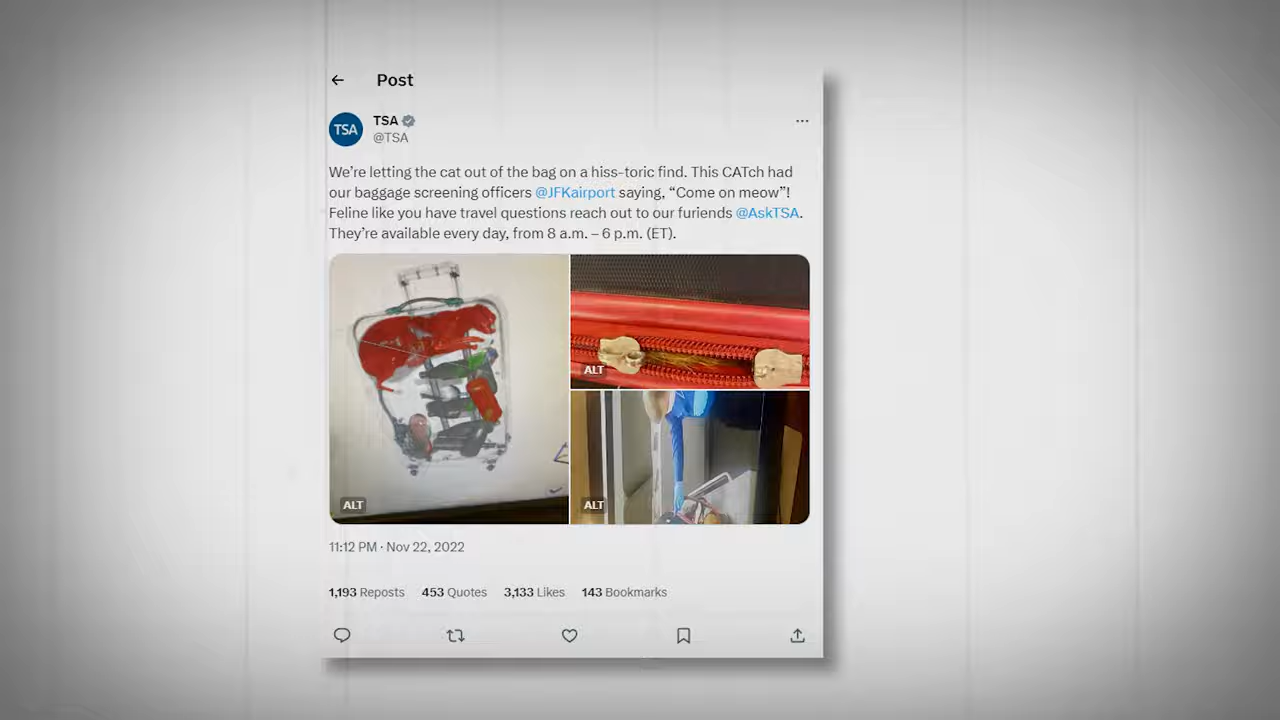 Post
TSA
TSA
@TSA
We’re letting the cat out of the bag on a hiss-toric find. This CATch had
our baggage screening officers @JFKairport saying, “Come on meow”!
Feline like you have travel questions reach out to our furiends @AskTSA.
They’re available every day, from 8 a.m. – 6 p.m. (ET).
ALT
ALT
ALT
11:12 PM · Nov 22, 2022
1,193 Reposts 453 Quotes 3,133 Likes 143 Bookmarks